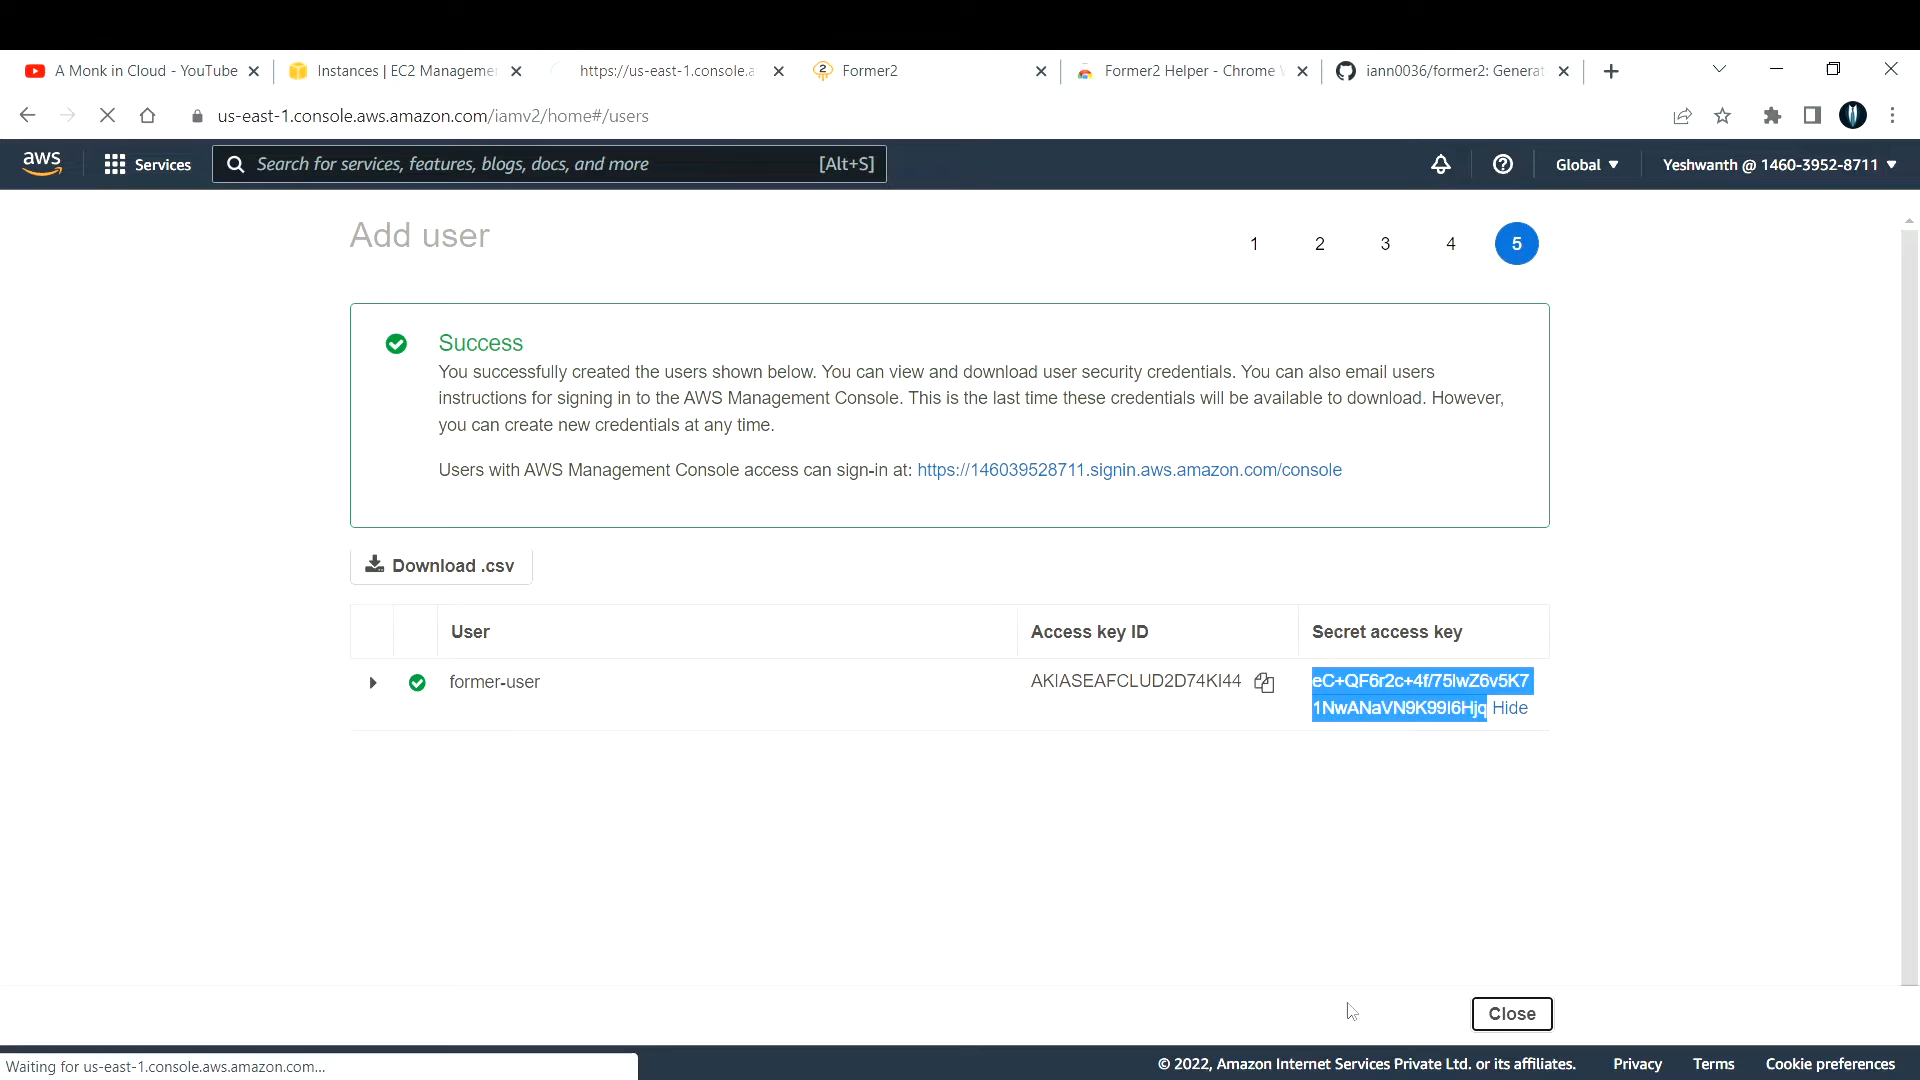 A Monk in Cloud - YouTube
Instances | EC2 Manageme
https://us-east-1.console.a
Former2
Former2 Helper - Chrome
iann0036/former2: Generat
us-east-1.console.aws.amazon.com/iamv2/home#/users
aws
Services
Search for services, features, blogs, docs, and more
[Alt+S]
Global
Yeshwanth @ 1460-3952-8711
Add user
1 2 3 4 5
Success
You successfully created the users shown below. You can view and download user security credentials. You can also email users
instructions for signing in to the AWS Management Console. This is the last time these credentials will be available to download. However,
you can create new credentials at any time.
Users with AWS Management Console access can sign-in at: https://146039528711.signin.aws.amazon.com/console
Download .csv
User
Access key ID
Secret access key
former-user
AKIASEAFCLUD2D74KI44
Hide
Close
Waiting for us-east-1.console.aws.amazon.com...
© 2022, Amazon Internet Services Private Ltd. or its affiliates.
Privacy
Terms
Cookie preferences